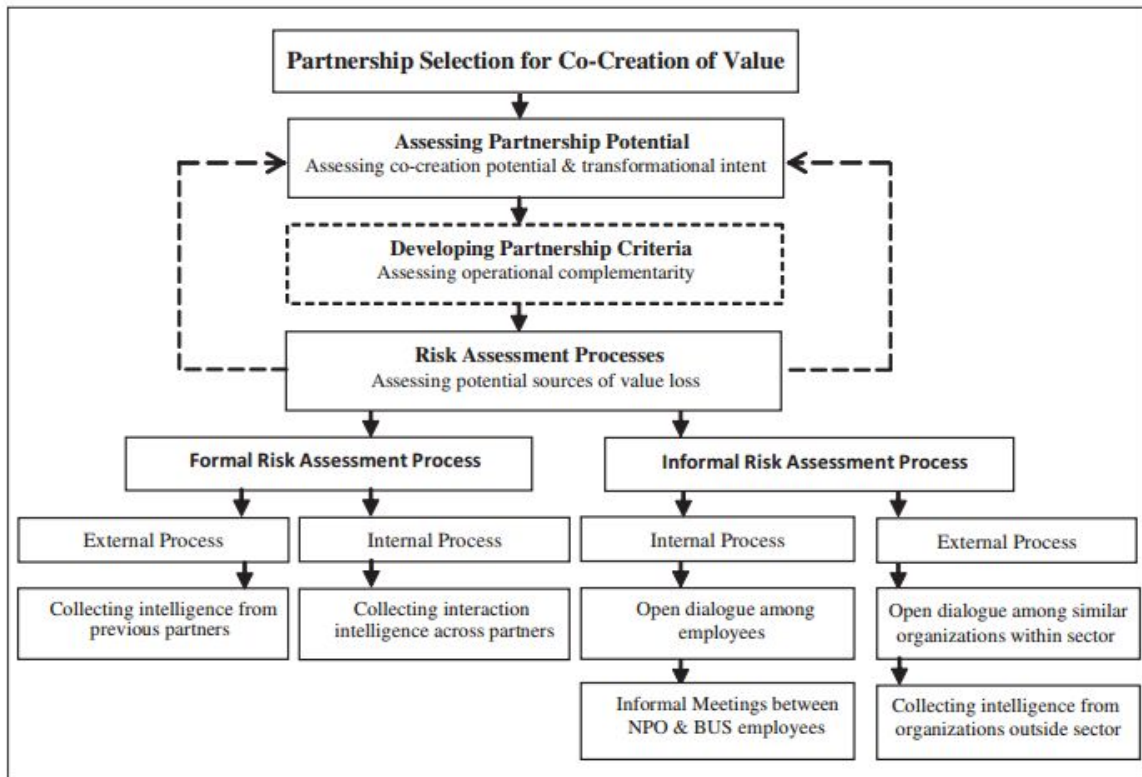 Partnership Selection for Co-Creation of Value
Assessing Partnership Potential
Assessing co-creation potential & transformational intent
Developing Partnership Criteria
Assessing operational complementarity
Risk Assessment Processes
Assessing potential sources of value loss
Formal Risk Assessment Process
Informal Risk Assessment Process
External Process
Internal Process
Internal Process
External Process
Collecting intelligence from
previous partners
Collecting interaction
intelligence across partners
Open dialogue among
employees
Open dialogue among similar
organizations within sector
Informal Meetings between
NPO & BUS employees
Collecting intelligence from
organizations outside sector